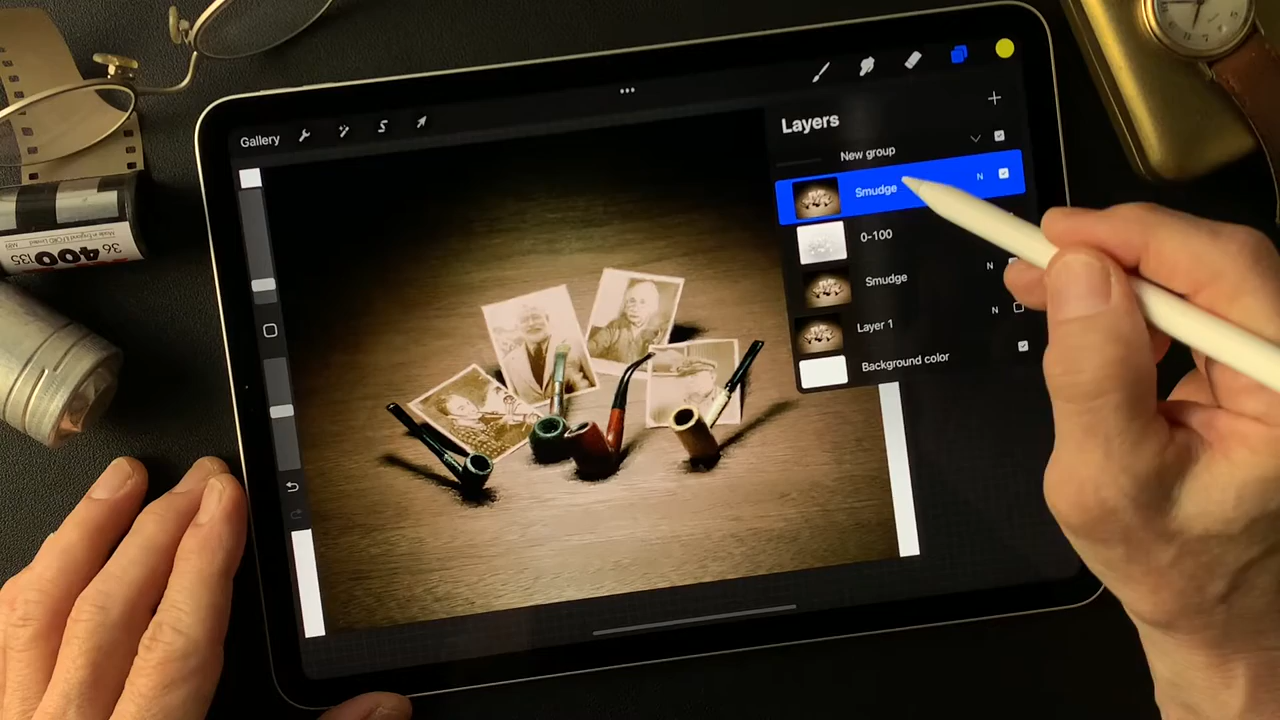 Gallery
S
Layers
New group
Smudge N
0-100
Smudge N
Layer 1 N
Background color
36 400 135